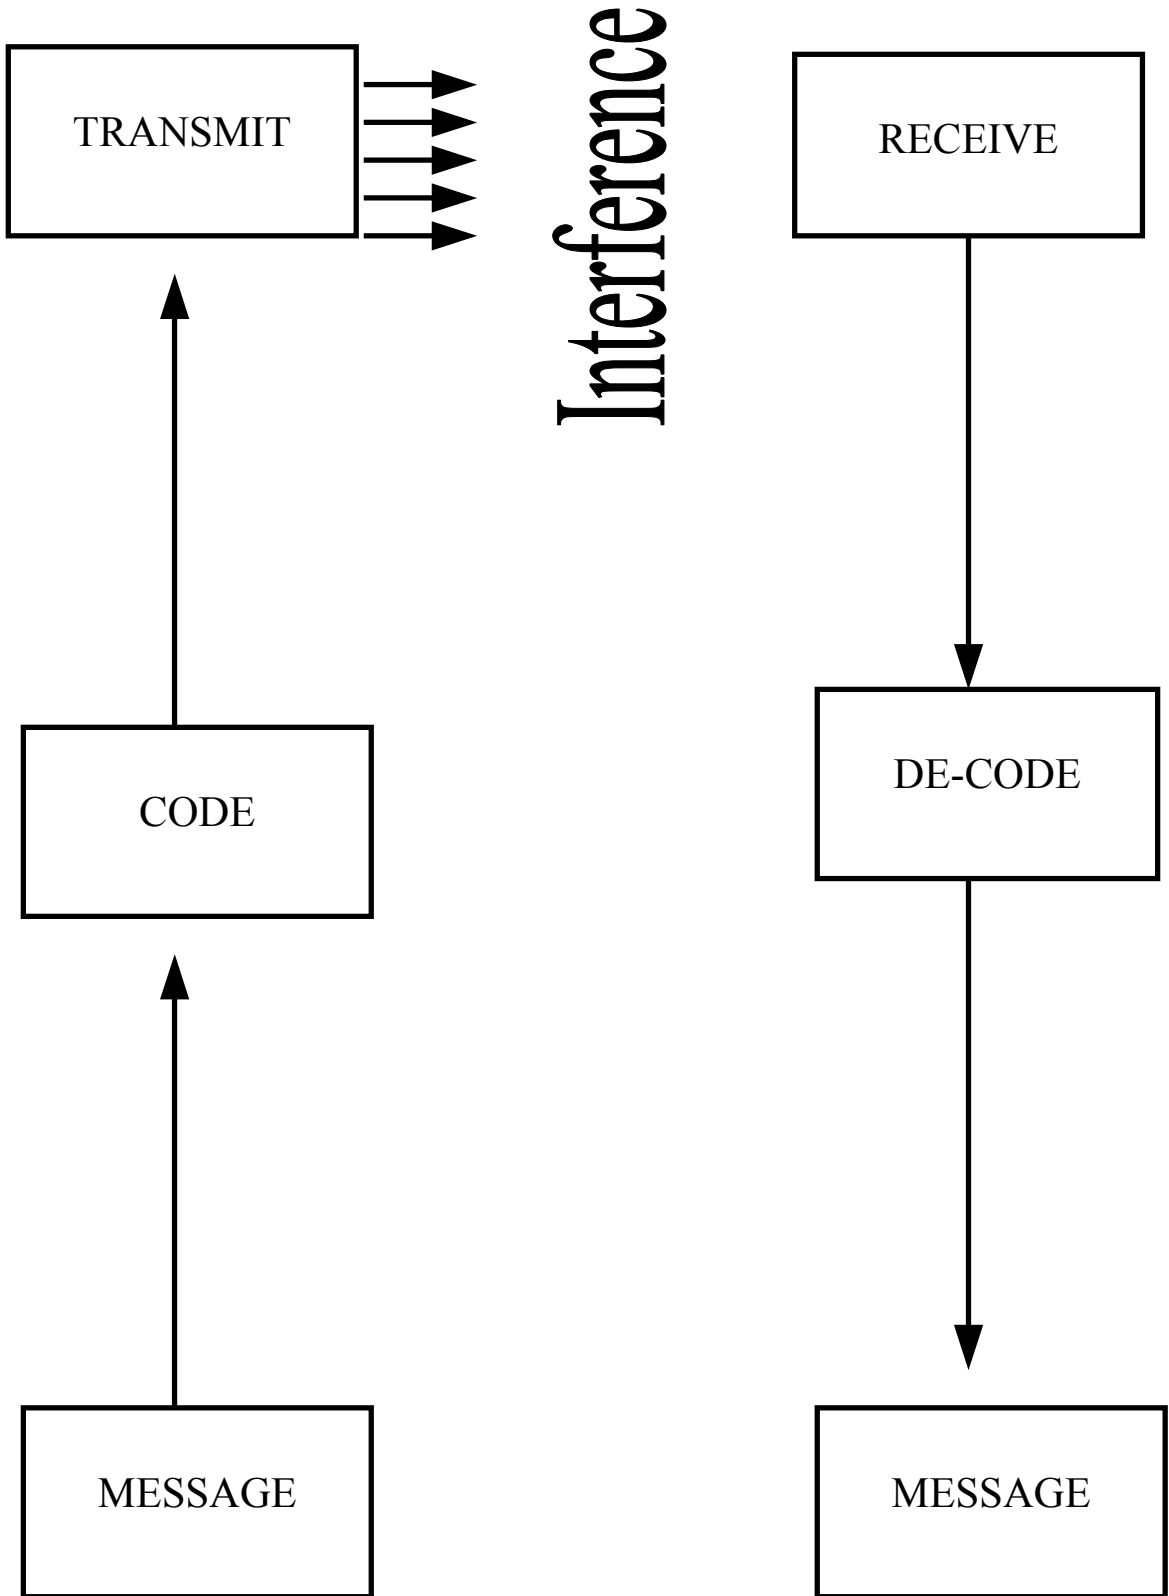 TRANSMIT
Interference
RECEIVE
CODE
DE-CODE
MESSAGE
MESSAGE